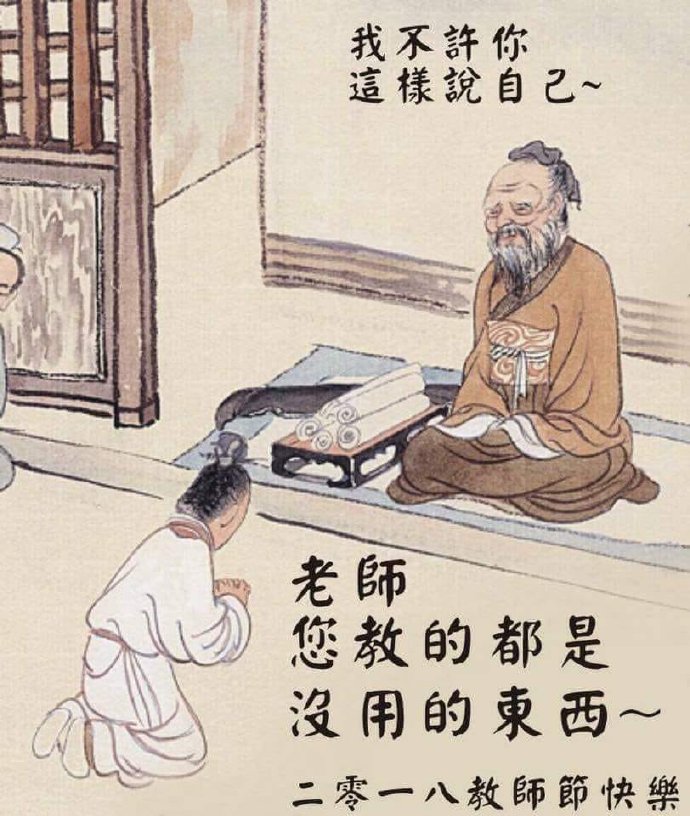 我不許你
這樣說自己~
老師
您教的都是
沒用的東西~
二零一八教師節快樂